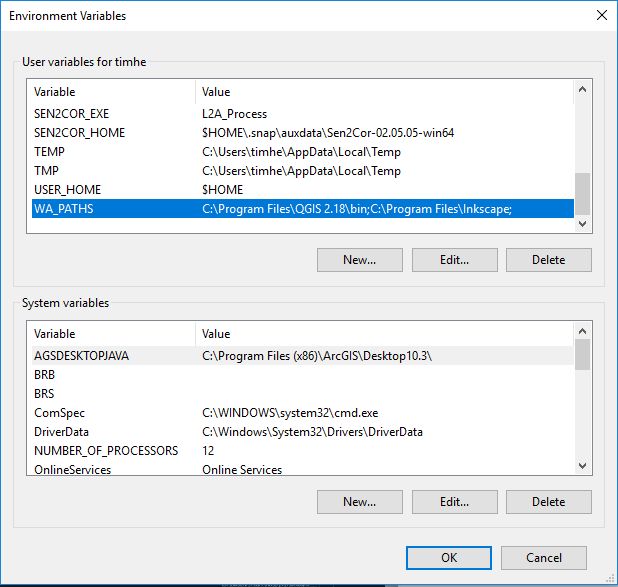 Environment Variables
User variables for timhe
Variable Value
SEN2COR_EXE L2A_Process
SEN2COR_HOME $HOME\.snap\auxdata\Sen2Cor-02.05.05-win64
TEMP C:\Users\timhe\AppData\Local\Temp
TMP C:\Users\timhe\AppData\Local\Temp
USER_HOME $HOME
WA_PATHS C:\Program Files\QGIS 2.18\bin;C:\Program Files\Inkscape;
New... Edit... Delete
System variables
Variable Value
AGSDESKTOPJAVA C:\Program Files (x86)\ArcGIS\Desktop10.3\
BRB
BRS
ComSpec C:\WINDOWS\system32\cmd.exe
DriverData C:\Windows\System32\Drivers\DriverData
NUMBER_OF_PROCESSORS 12
OnlineServices Online Services
New... Edit... Delete
OK Cancel